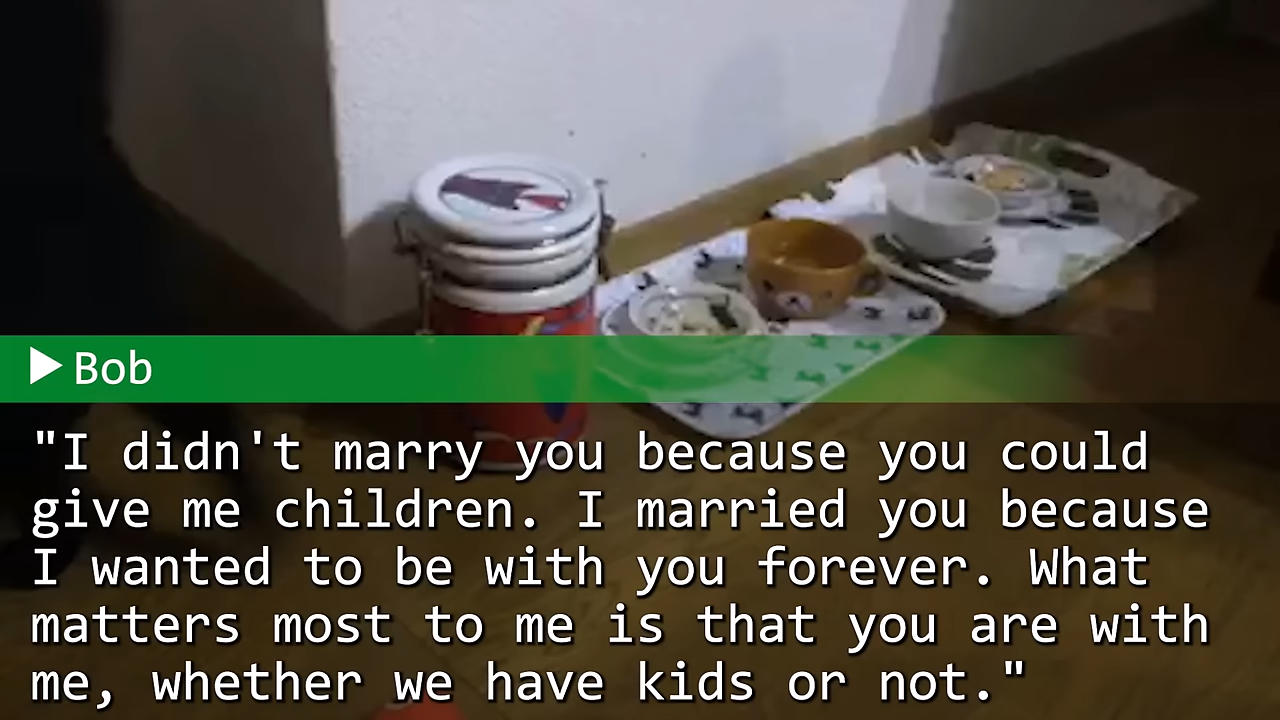 Bob
"I didn't marry you because you could
give me children. I married you because
I wanted to be with you forever. What
matters most to me is that you are with
me, whether we have kids or not."